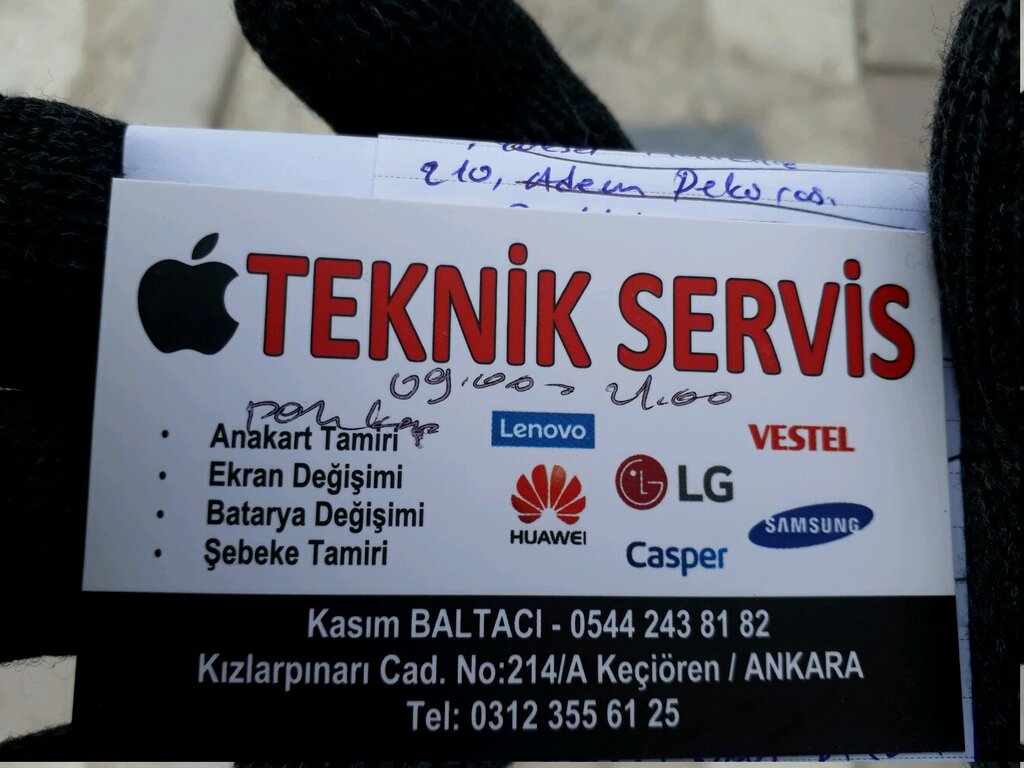 210, Adem Dekoras.
TEKNİK SERVİS
09.00 - 21.00
• Anakart Tamiri
• Ekran Değişimi
• Batarya Değişimi
• Şebeke Tamiri
Lenovo
VESTEL
HUAWEI
LG
SAMSUNG
Casper
Kasım BALTACI - 0544 243 81 82
Kızlarpınarı Cad. No:214/A Keçiören / ANKARA
Tel: 0312 355 61 25